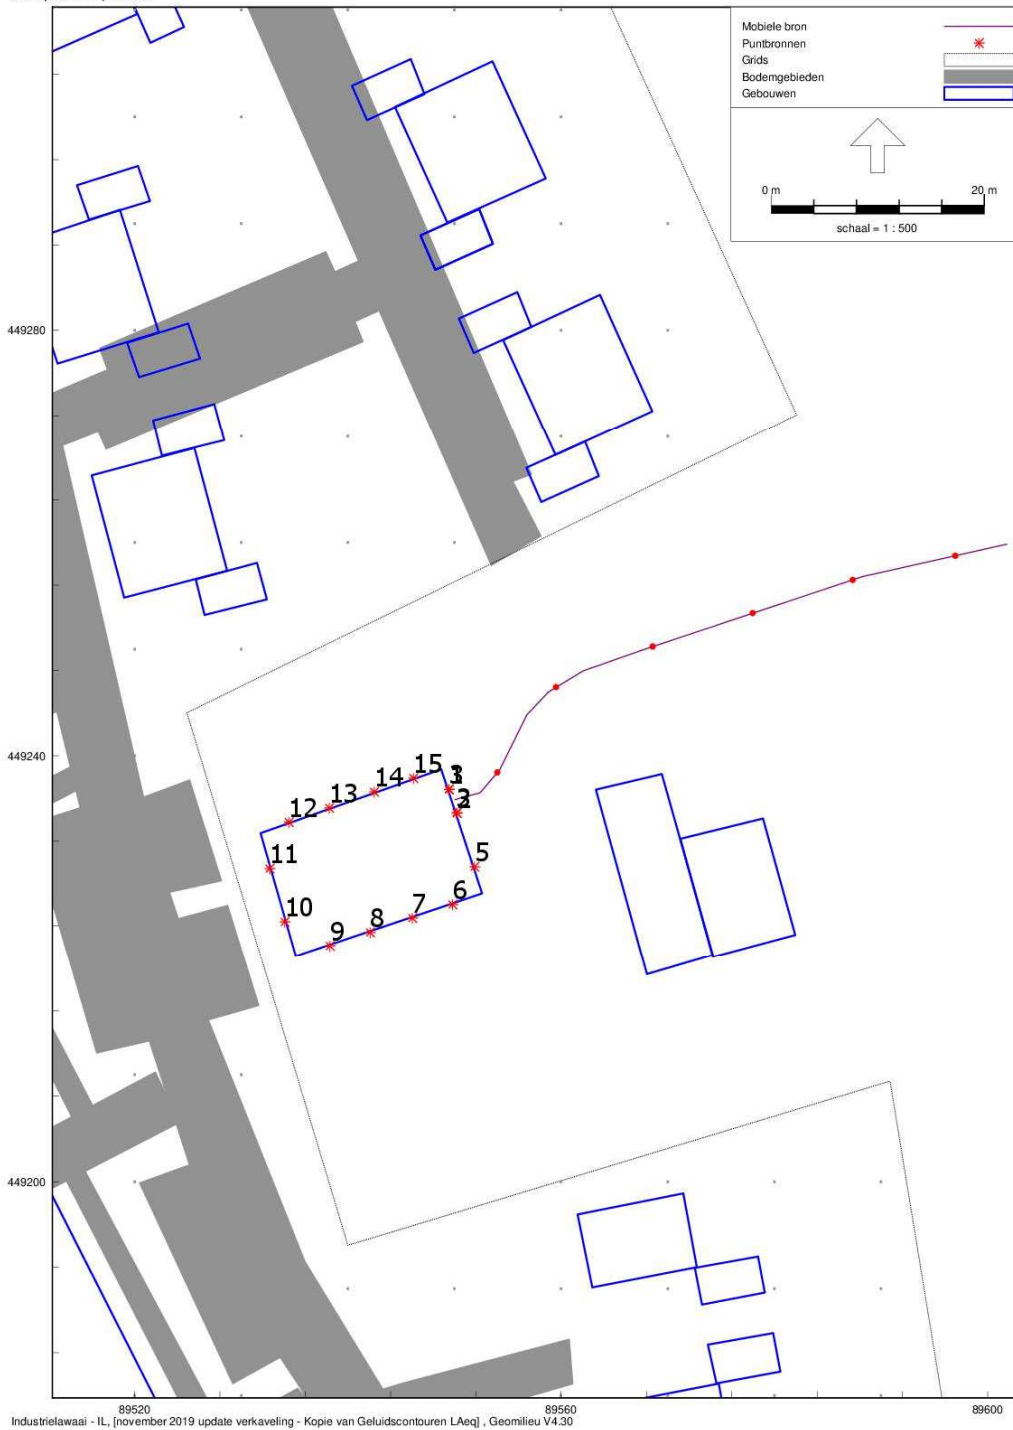 Mobiele bron
Puntbronnen
Grids
Bodemgebieden
Gebouwen
0 m
20 m
schaal = 1 : 500
449280
449240
449200
15
14
13
12
11
10
9
8
7
6
5
89520
89560
89600
Industrielawaai - IL, [november 2019 update verkaveling - Kopie van Geluidscontouren LAeq] , Geomilieu V4.30